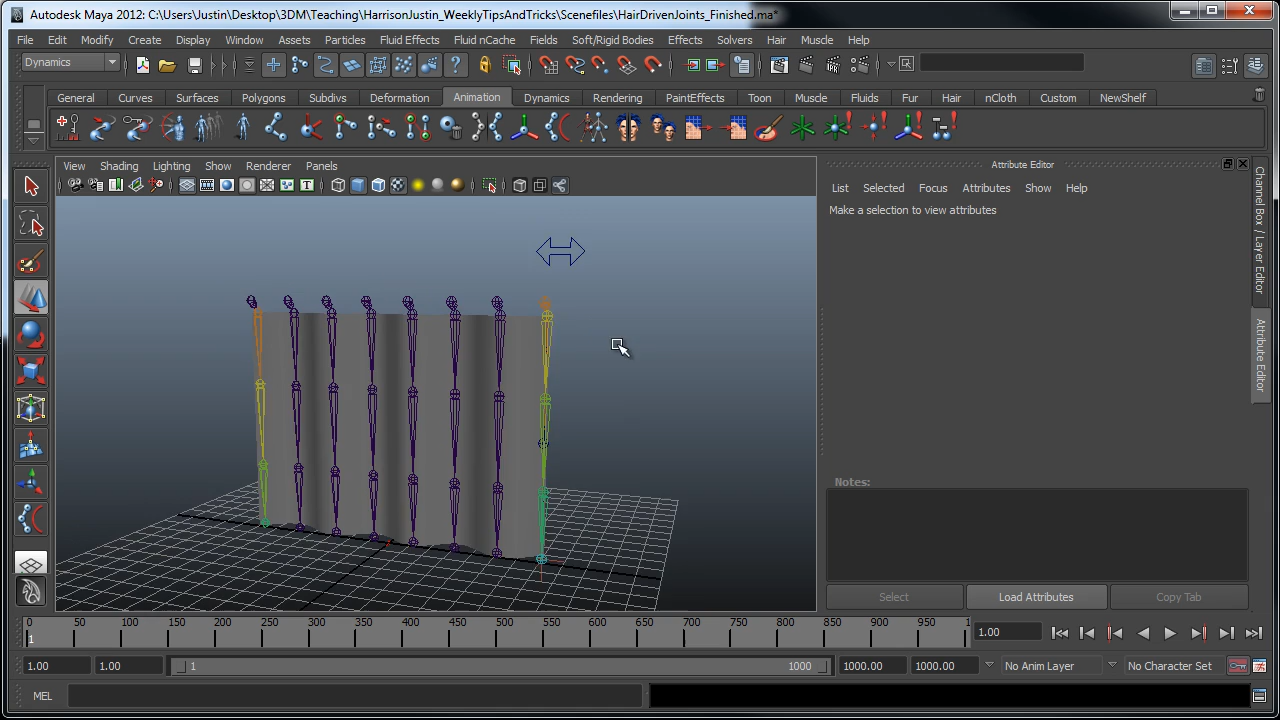 Autodesk Maya 2012: C:\Users\Justin\Desktop\3DM\Teaching\HarrisonJustin_WeeklyTipsAndTricks\Scenefiles\HairDrivenJoints_Finished.ma*
File Edit Modify Create Display Window Assets Particles Fluid Effects Fluid nCache Fields Soft/Rigid Bodies Effects Solvers Hair Muscle Help
Dynamics
General Curves Surfaces Polygons Subdivs Deformation Animation Dynamics Rendering PaintEffects Toon Muscle Fluids Fur Hair nCloth Custom NewShelf
View Shading Lighting Show Renderer Panels
Attribute Editor
List Selected Focus Attributes Show Help
Make a selection to view attributes
Channel Box / Layer Editor
Attribute Editor
Notes:
Select Load Attributes Copy Tab
0 50 100 150 200 250 300 350 400 450 500 550 600 650 700 750 800 850 900 950 1
1
1.00
1.00 1.00 1 1000 1000.00 1000.00 No Anim Layer No Character Set
MEL